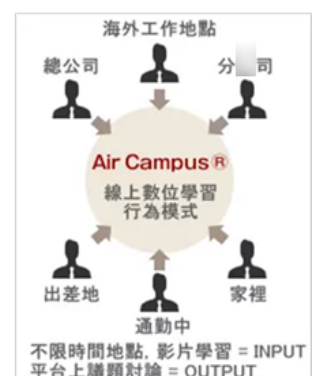 海外工作地點
總公司
分 司
Air Campus®
線上數位學習
行為模式
出差地
家裡
通勤中
不限時間地點, 影片學習 = INPUT
平台上議題討論 = OUTPUT